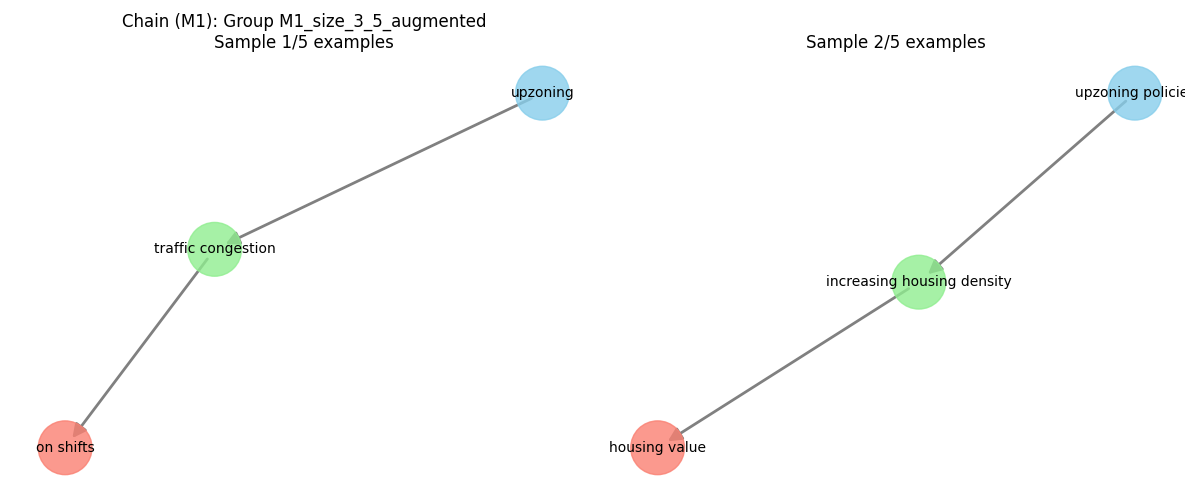 Chain (M1): Group M1_size_3_5_augmented
Sample 1/5 examples
upzoning
traffic congestion
on shifts
Sample 2/5 examples
upzoning policie
increasing housing density
housing value